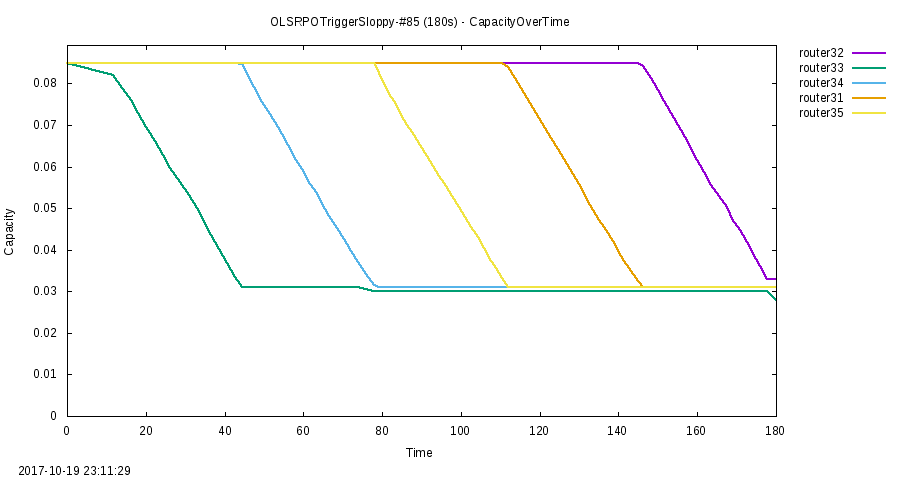 OLSRPOTriggerSloppy-#85 (180s) - CapacityOverTime
router32
router33
router34
router31
router35
Capacity
0.08
0.07
0.06
0.05
0.04
0.03
0.02
0.01
0
0 20 40 60 80 100 120 140 160 180
Time
2017-10-19 23:11:29